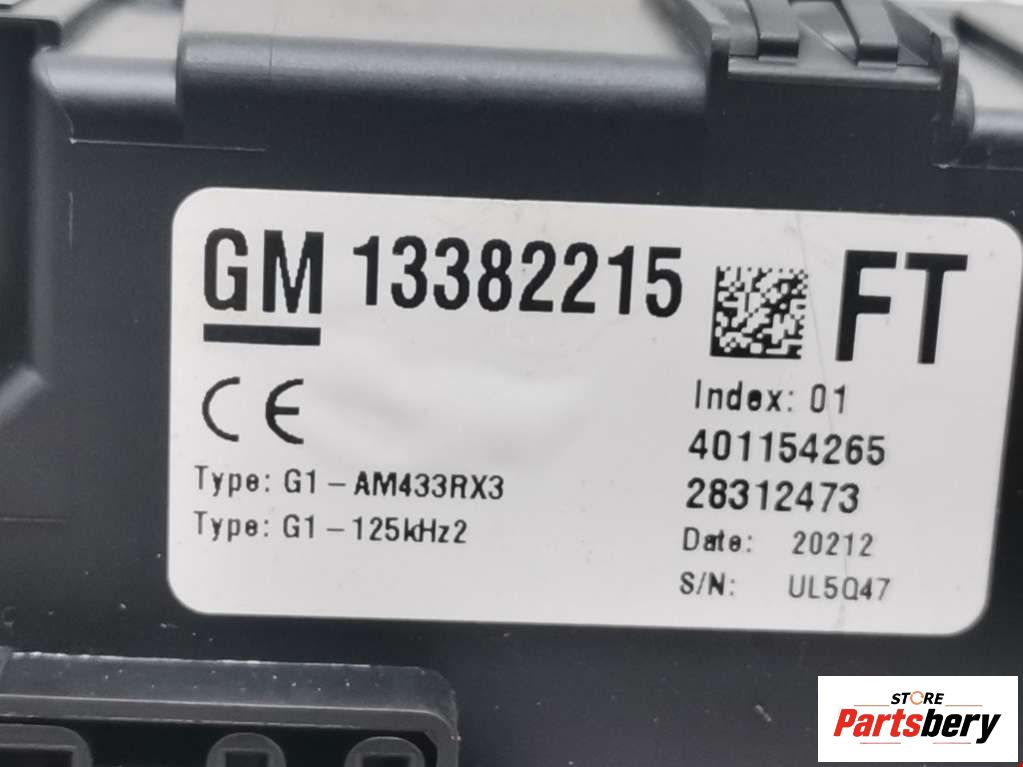 GM 13382215 FT
CE
Index: 01
401154265
Type: G1-AM433RX3
28312473
Type: G1-125kHz2
Date: 20212
S/N: UL5Q47
STORE
Partsbery